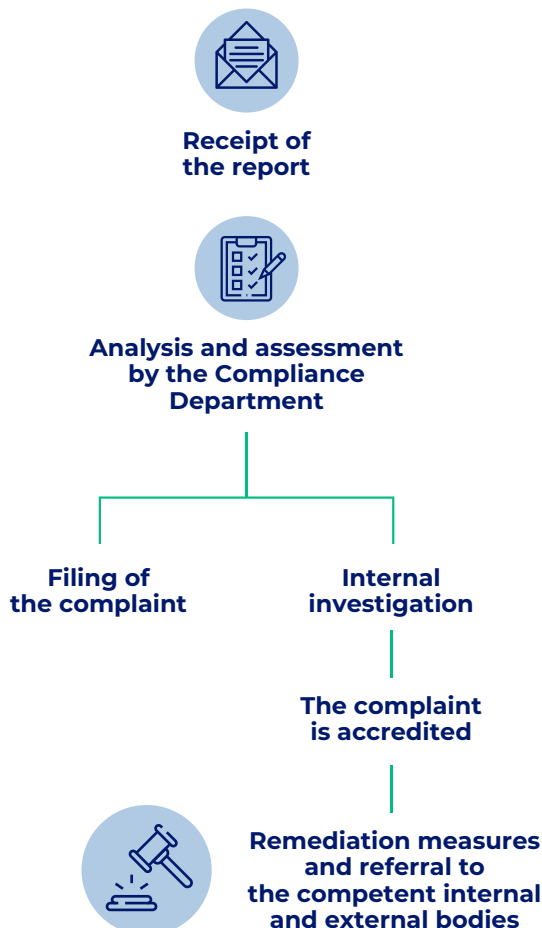 Receipt of
the report
Analysis and assessment
by the Compliance
Department
Filing of
the complaint
Internal
investigation
The complaint
is accredited
Remediation measures
and referral to
the competent internal
and external bodies